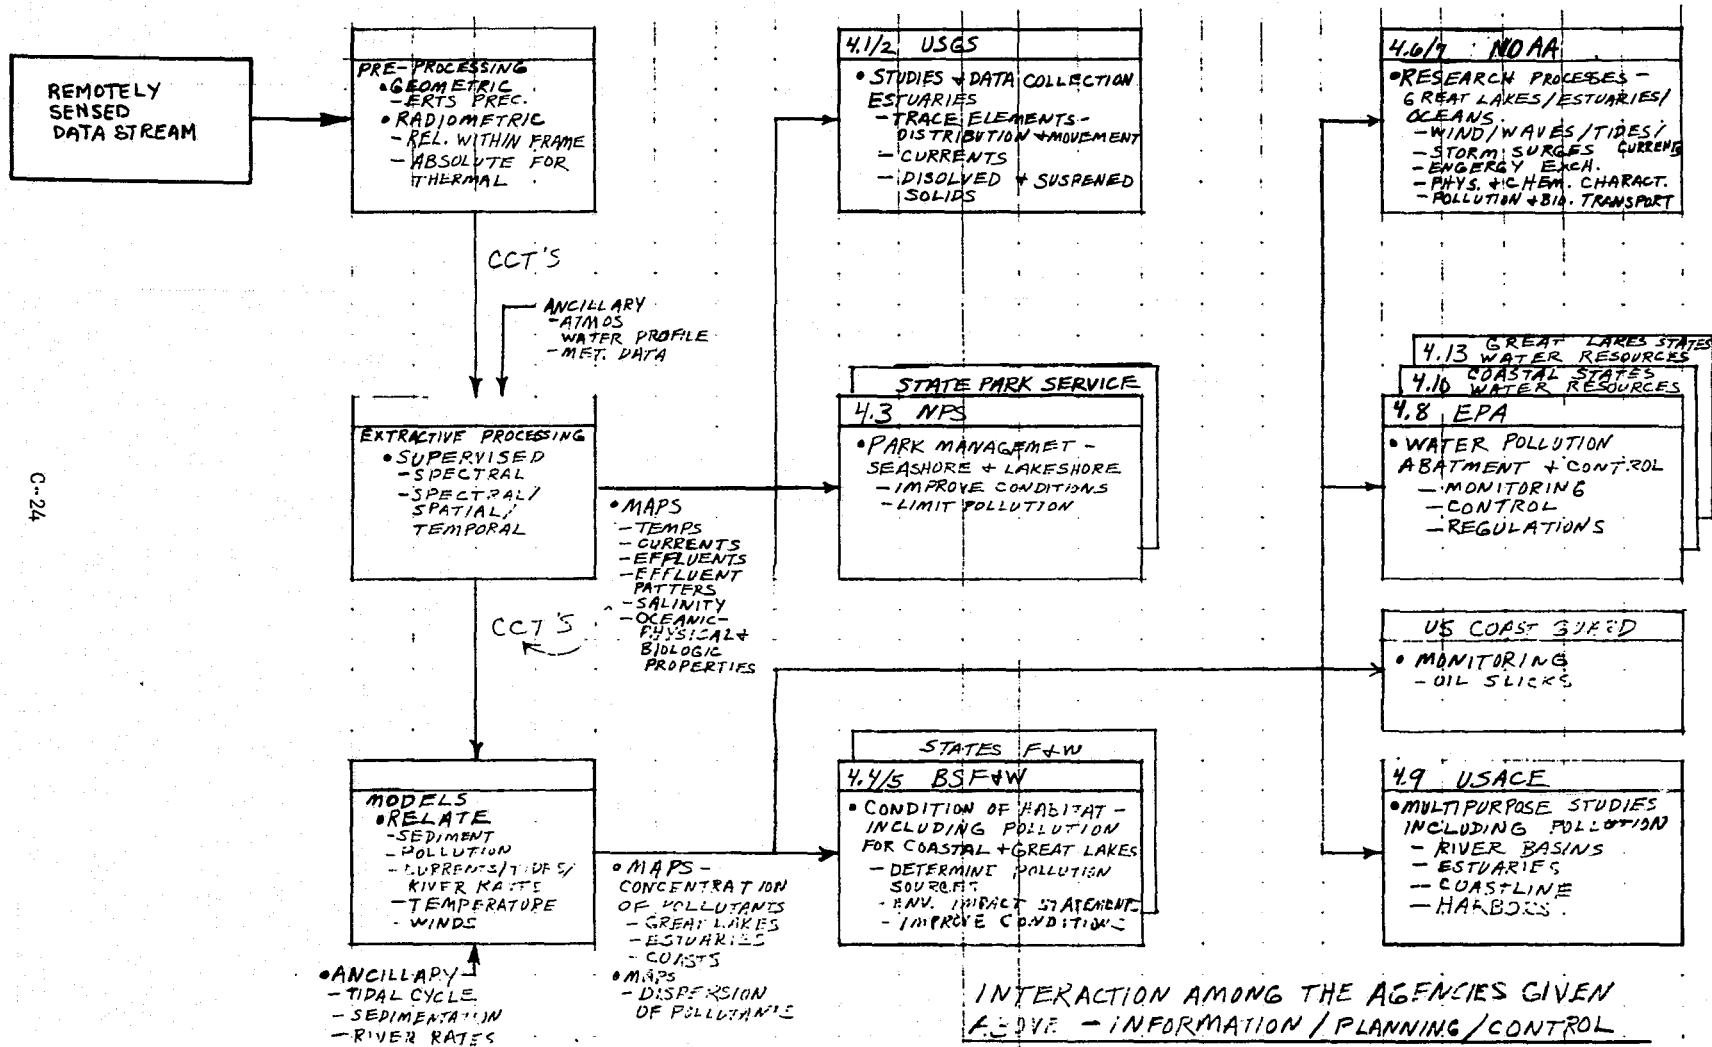 REMOTELY
SENSED
DATA STREAM
PRE-PROCESSING
•GEOMETRIC
-ERTS PREC.
•RADIOMETRIC
-REL. WITHIN FRAME
-ABSOLUTE FOR
THERMAL
CCT'S
ANCILLARY
-ATMOS
WATER PROFILE
-MET. DATA
EXTRACTIVE PROCESSING
•SUPERVISED
-SPECTRAL
-SPECTRAL/
SPATIAL/
TEMPORAL
•MAPS
-TEMPS
-CURRENTS
-EFFLUENTS
-EFFLUENT
PATTERS
-SALINITY
-OCEANIC-
PHYSICAL+
BIOLOGIC
PROPERTIES
CCT'S
MODELS
•RELATE
-SEDIMENT
-POLLUTION
-CURRENTS/TIDES/
RIVER
-TEMPERATURE
-WINDS
•ANCILLARY
-TIDAL CYCLE
-SEDIMENTATION
-RIVER RATES
•MAPS-
CONCENTRATION
OF POLLUTANTS
-GREAT LAKES
-ESTUARIES
-COASTS
•MAPS
-DISPERSION
OF POLLUTANTS
4.1/2 USGS
•STUDIES + DATA COLLECTION
ESTUARIES
-TRACE ELEMENTS-
DISTRIBUTION +MOVEMENT
-CURRENTS
-DISOLVED + SUSPENED
SOLIDS
STATE PARK SERVICE
4.3 NPS
•PARK MANAGEMET -
SEASHORE + LAKESHORE
-IMPROVE CONDITIONS
-LIMIT POLLUTION
STATES F+W
4.4/5 BSF+W
•CONDITION OF HABITAT-
INCLUDING POLLUTION
FOR COASTAL +GREAT LAKES
-DETERMINE POLLUTION
SOURCES
-ENV. IMPACT STATEMENTS
-IMPROVE CONDITIONS
4.6/7 NOAA
•RESEARCH PROCESSES-
GREAT LAKES/ESTUARIES/
OCEANS
-WIND/WAVES/TIDES/
CURRENTS
-STORM SURGES
-ENGERGY EXCH.
-PHYS. +CHEM. CHARACT.
-POLLUTION +BIO. TRANSPORT
4.13 GREAT LAKES STATES
WATER RESOURCES
4.10 COASTAL STATES
WATER RESOURCES
4.8 EPA
•WATER POLLUTION
ABATMENT +CONTROL
-MONITORING
-CONTROL
-REGULATIONS
US COAST GUARD
•MONITORING
-OIL SLICKS
4.9 USACE
•MULTIPURPOSE STUDIES
INCLUDING POLLUTION
-RIVER BASINS
-ESTUARIES
-COASTLINE
-HARBORS
INTERACTION AMONG THE AGENCIES GIVEN
ABOVE - INFORMATION/PLANNING/CONTROL
C-24